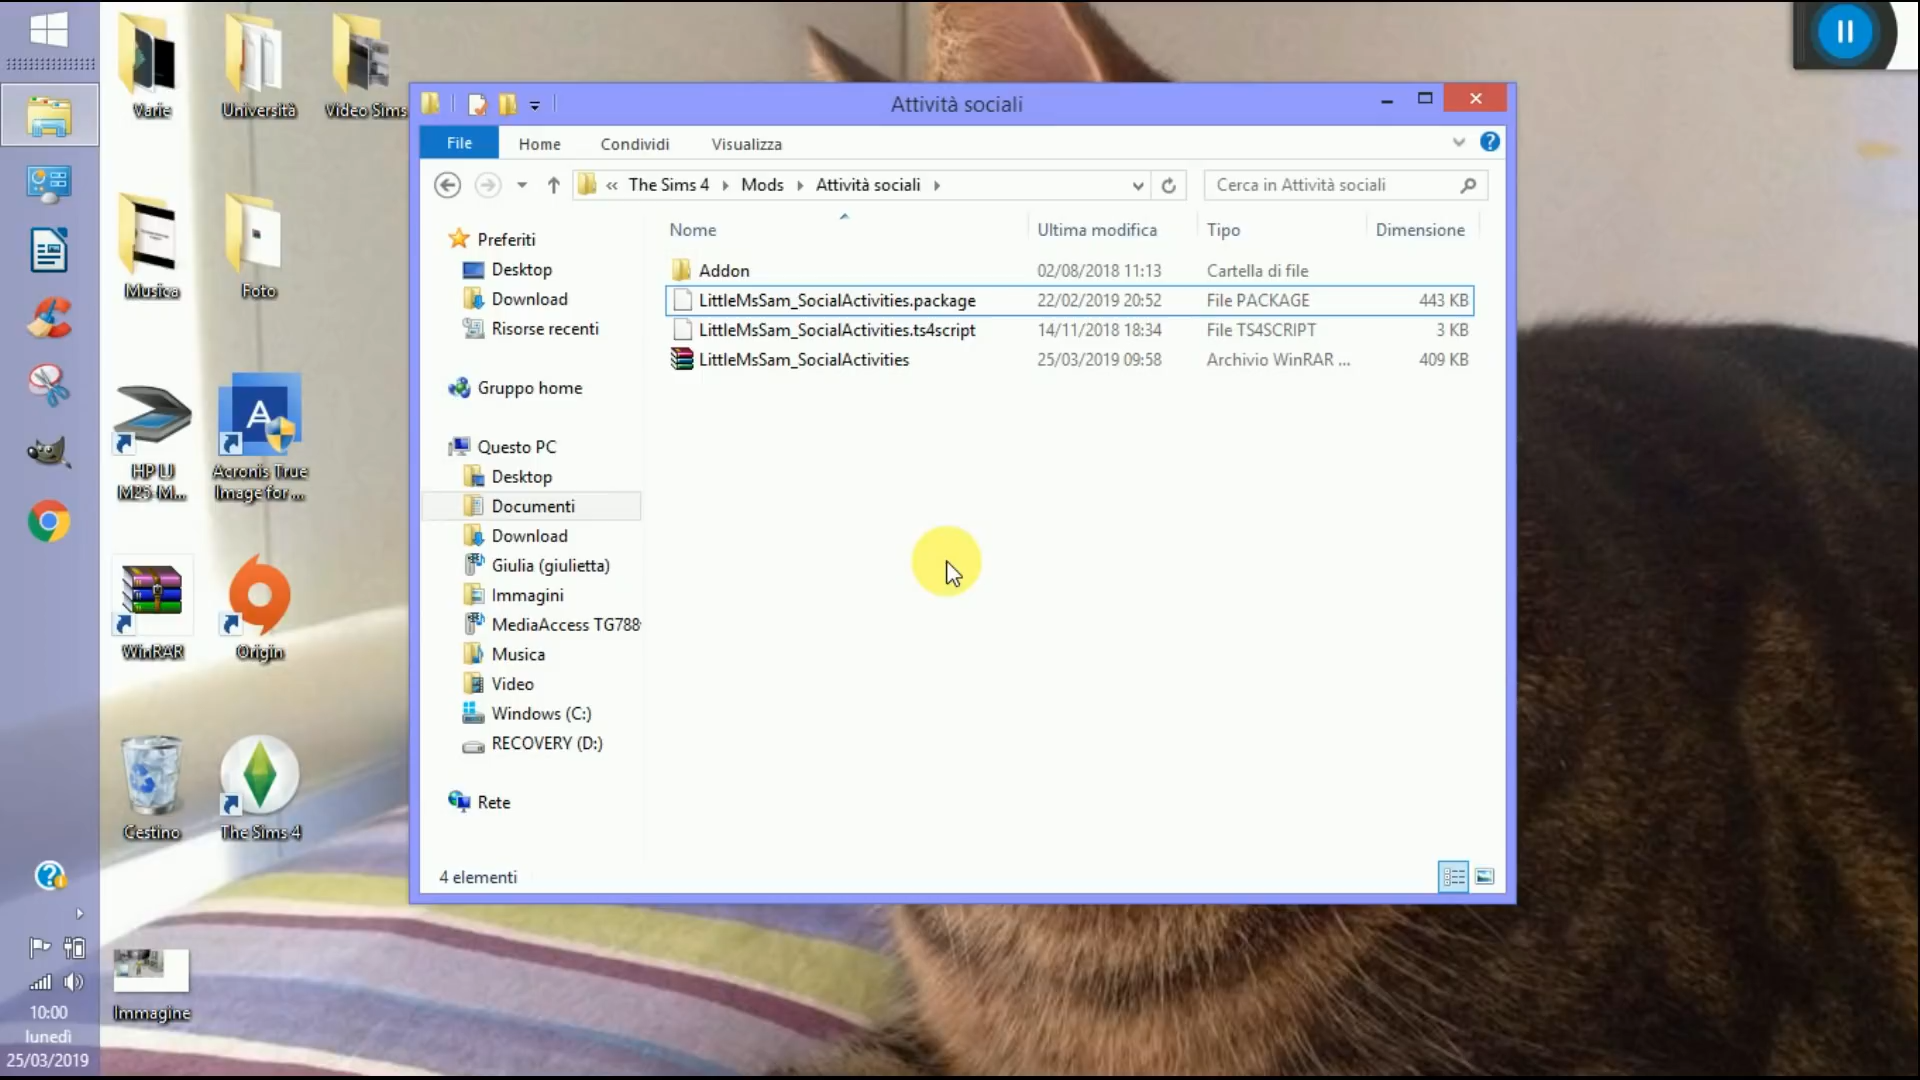 Varie
Università
Video Sims
Musica
Foto
HP LJ
M25-M...
Acronis True
Image for ...
WinRAR
Origin
Cestino
The Sims 4
Immagine
10:00
lunedì
25/03/2019
Attività sociali
File
Home
Condividi
Visualizza
« The Sims 4
Mods
Attività sociali
Cerca in Attività sociali
Nome
Ultima modifica
Tipo
Dimensione
Addon
02/08/2018 11:13
Cartella di file
LittleMsSam_SocialActivities.package
22/02/2019 20:52
File PACKAGE
443 KB
LittleMsSam_SocialActivities.ts4script
14/11/2018 18:34
File TS4SCRIPT
3 KB
LittleMsSam_SocialActivities
25/03/2019 09:58
Archivio WinRAR ...
409 KB
Preferiti
Desktop
Download
Risorse recenti
Gruppo home
Questo PC
Desktop
Documenti
Download
Giulia (giulietta)
Immagini
MediaAccess TG788
Musica
Video
Windows (C:)
RECOVERY (D:)
Rete
4 elementi